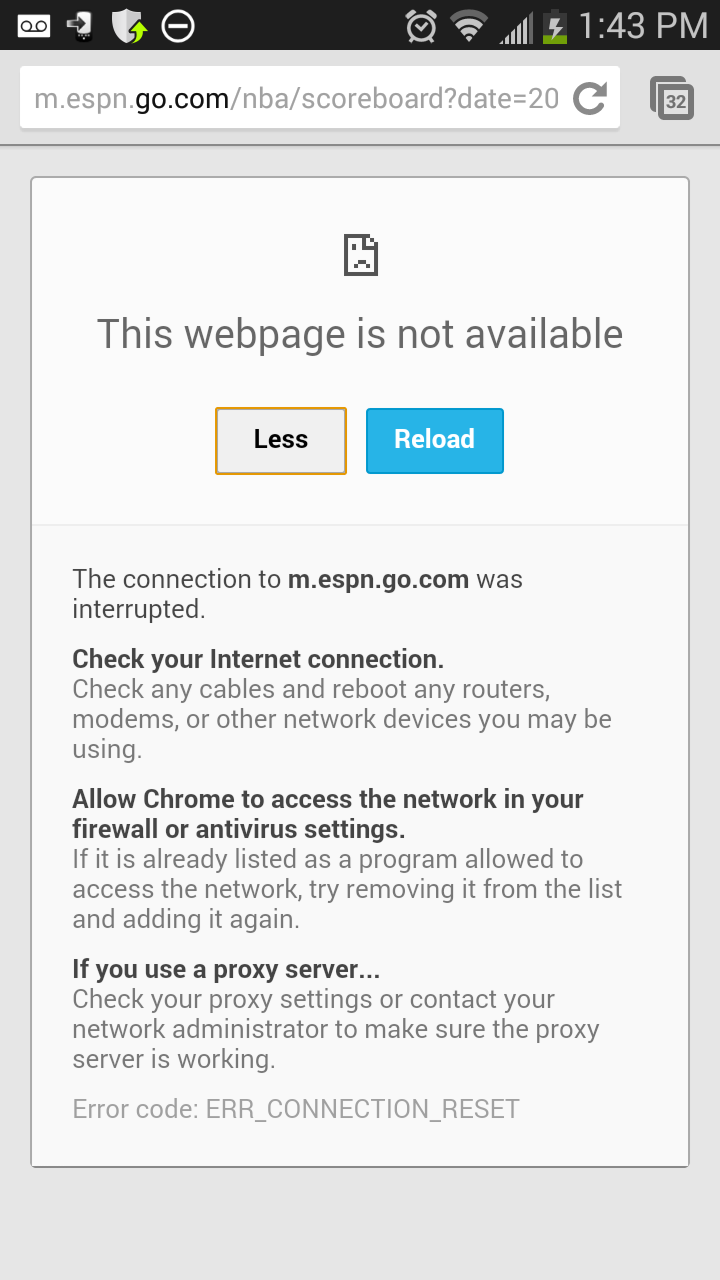 1:43 PM
m.espn.go.com/nba/scoreboard?date=20
32
This webpage is not available
Less
Reload
The connection to m.espn.go.com was
interrupted.
Check your Internet connection.
Check any cables and reboot any routers,
modems, or other network devices you may be
using.
Allow Chrome to access the network in your
firewall or antivirus settings.
If it is already listed as a program allowed to
access the network, try removing it from the list
and adding it again.
If you use a proxy server...
Check your proxy settings or contact your
network administrator to make sure the proxy
server is working.
Error code: ERR_CONNECTION_RESET